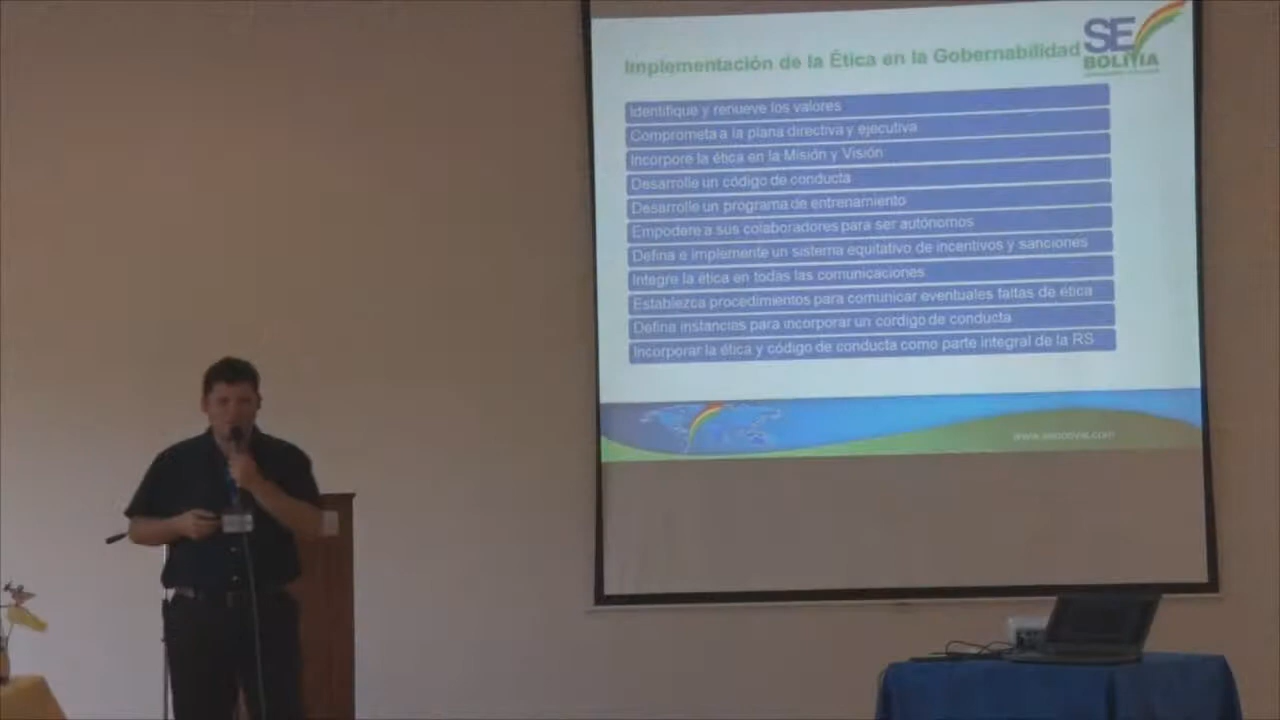 Implementación de la Ética en la Gobernabilidad
SE
BOLIVIA
Identifique y renueve los valores
Comprometa a la plana directiva y ejecutiva
Incorpore la ética en la Misión y Visión
Desarrolle un código de conducta
Desarrolle un programa de entrenamiento
Empodere a sus colaboradores para ser autónomos
Defina e implemente un sistema equitativo de incentivos y sanciones
Integre la ética en todas las comunicaciones
Establezca procedimientos para comunicar eventuales faltas de ética
Defina instancias para incorporar un cordigo de conducta
Incorporar la ética y código de conducta como parte integral de la RS